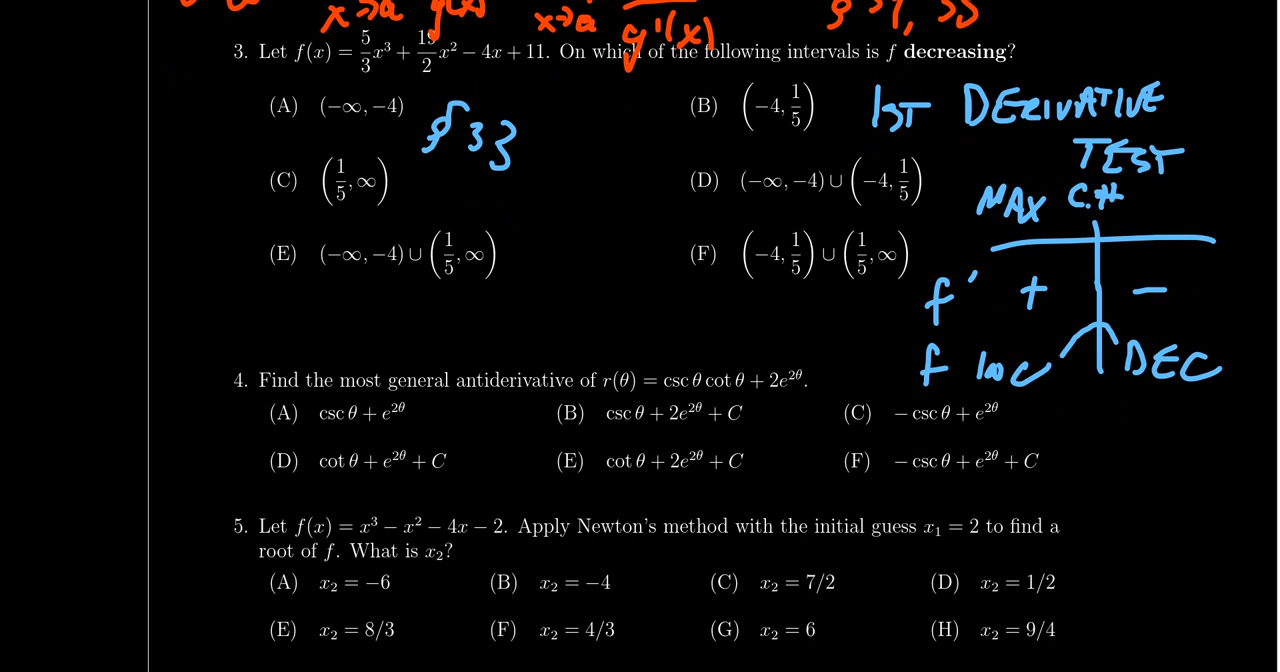 x→a g(x) x→a g'(x)
3. Let f(x) = 5/3 x³ + 19/2 x² − 4x + 11. On which of the following intervals is f decreasing?
(A) (−∞, −4) (B) (−4, 1/5)
(C) (1/5, ∞) (D) (−∞, −4) ∪ (−4, 1/5)
(E) (−∞, −4) ∪ (1/5, ∞) (F) (−4, 1/5) ∪ (1/5, ∞)
§ 33
1ST DERIVATIVE
TEST
MAX C.#
f' + −
f INC DEC
4. Find the most general antiderivative of r(θ) = csc θ cot θ + 2e^{2θ}.
(A) csc θ + e^{2θ} (B) csc θ + 2e^{2θ} + C (C) − csc θ + e^{2θ}
(D) cot θ + e^{2θ} + C (E) cot θ + 2e^{2θ} + C (F) − csc θ + e^{2θ} + C
5. Let f(x) = x³ − x² − 4x − 2. Apply Newton's method with the initial guess x₁ = 2 to find a
root of f. What is x₂?
(A) x₂ = −6 (B) x₂ = −4 (C) x₂ = 7/2 (D) x₂ = 1/2
(E) x₂ = 8/3 (F) x₂ = 4/3 (G) x₂ = 6 (H) x₂ = 9/4